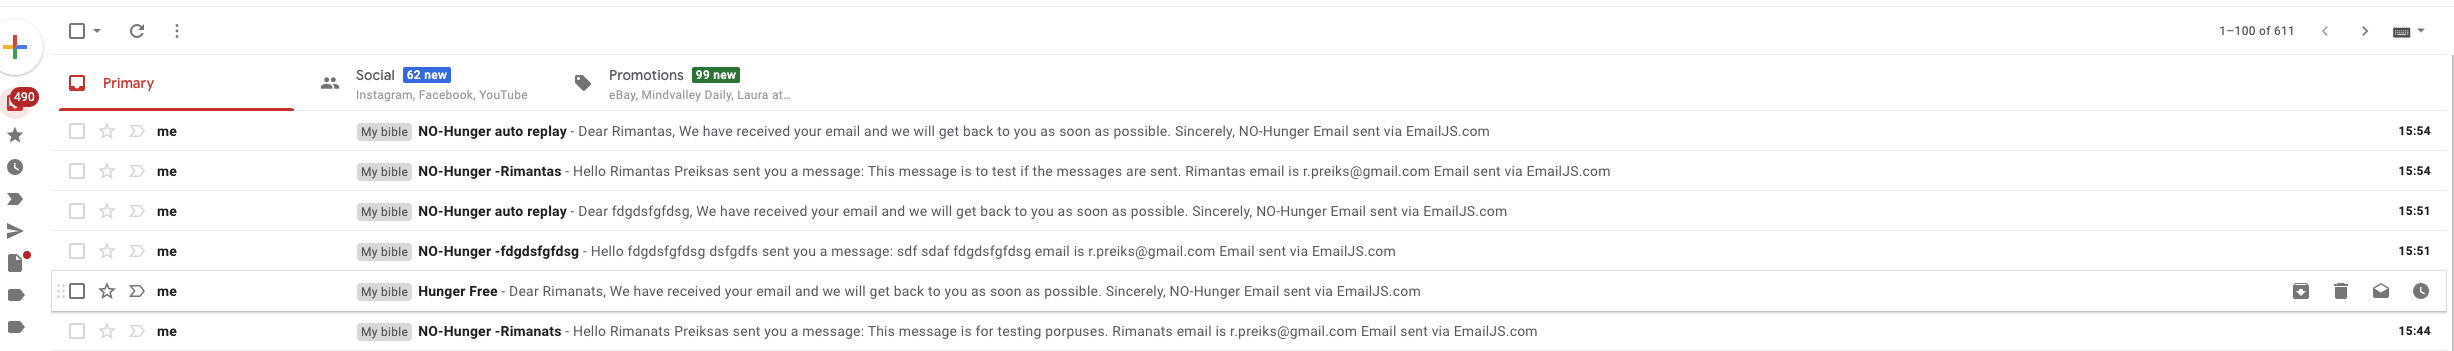 1–100 of 611
Primary
Social 62 new
Instagram, Facebook, YouTube
Promotions 99 new
eBay, Mindvalley Daily, Laura at...
490
me My bible NO-Hunger auto replay - Dear Rimantas, We have received your email and we will get back to you as soon as possible. Sincerely, NO-Hunger Email sent via EmailJS.com 15:54
me My bible NO-Hunger -Rimantas - Hello Rimantas Preiksas sent you a message: This message is to test if the messages are sent. Rimantas email is r.preiks@gmail.com Email sent via EmailJS.com 15:54
me My bible NO-Hunger auto replay - Dear fdgdsfgfdsg, We have received your email and we will get back to you as soon as possible. Sincerely, NO-Hunger Email sent via EmailJS.com 15:51
me My bible NO-Hunger -fdgdsfgfdsg - Hello fdgdsfgfdsg dsfgdfs sent you a message: sdf sdaf fdgdsfgfdsg email is r.preiks@gmail.com Email sent via EmailJS.com 15:51
me My bible Hunger Free - Dear Rimanats, We have received your email and we will get back to you as soon as possible. Sincerely, NO-Hunger Email sent via EmailJS.com
me My bible NO-Hunger -Rimanats - Hello Rimanats Preiksas sent you a message: This message is for testing porpuses. Rimanats email is r.preiks@gmail.com Email sent via EmailJS.com 15:44